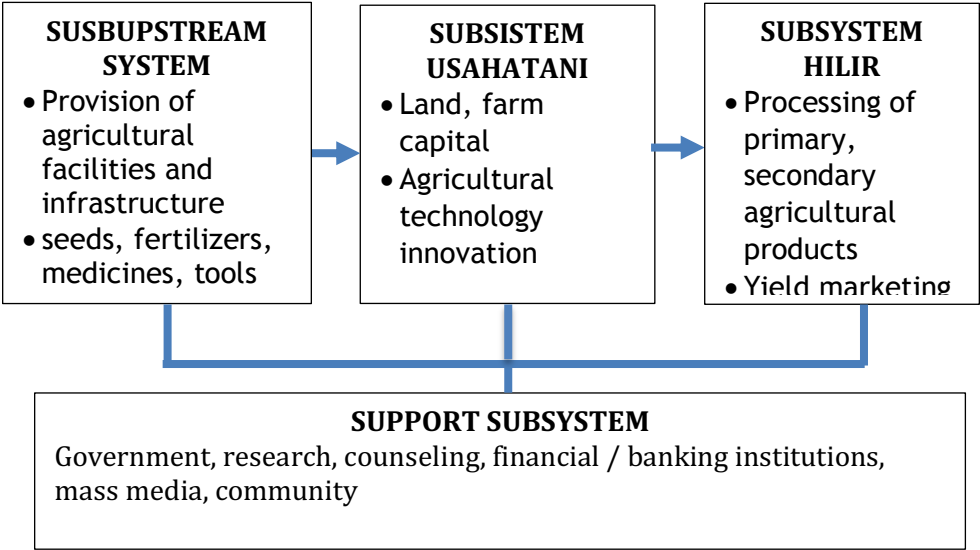 SUSBUPSTREAM
SYSTEM
• Provision of
agricultural
facilities and
infrastructure
• seeds, fertilizers,
medicines, tools
SUBSISTEM
USAHATANI
• Land, farm
capital
• Agricultural
technology
innovation
SUBSYSTEM
HILIR
• Processing of
primary,
secondary
agricultural
products
• Yield marketing
SUPPORT SUBSYSTEM
Government, research, counseling, financial / banking institutions,
mass media, community